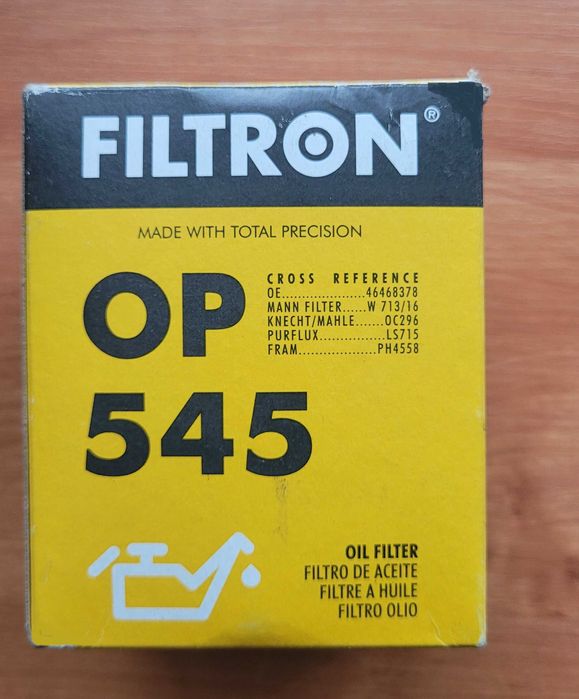 FILTRON®
MADE WITH TOTAL PRECISION
OP
545
CROSS REFERENCE
OE.....................46468378
MANN FILTER......W 713/16
KNECHT/MAHLE.......OC296
PURFLUX.................LS715
FRAM....................PH4558
OIL FILTER
FILTRO DE ACEITE
FILTRE A HUILE
FILTRO OLIO